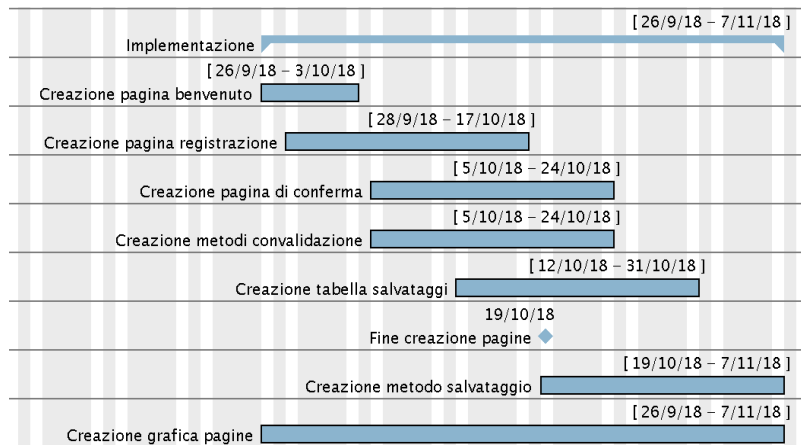 [ 26/9/18 – 7/11/18 ]
Implementazione
[ 26/9/18 – 3/10/18 ]
Creazione pagina benvenuto
[ 28/9/18 – 17/10/18 ]
Creazione pagina registrazione
[ 5/10/18 – 24/10/18 ]
Creazione pagina di conferma
[ 5/10/18 – 24/10/18 ]
Creazione metodi convalidazione
[ 12/10/18 – 31/10/18 ]
Creazione tabella salvataggi
19/10/18
Fine creazione pagine
[ 19/10/18 – 7/11/18 ]
Creazione metodo salvataggio
[ 26/9/18 – 7/11/18 ]
Creazione grafica pagine